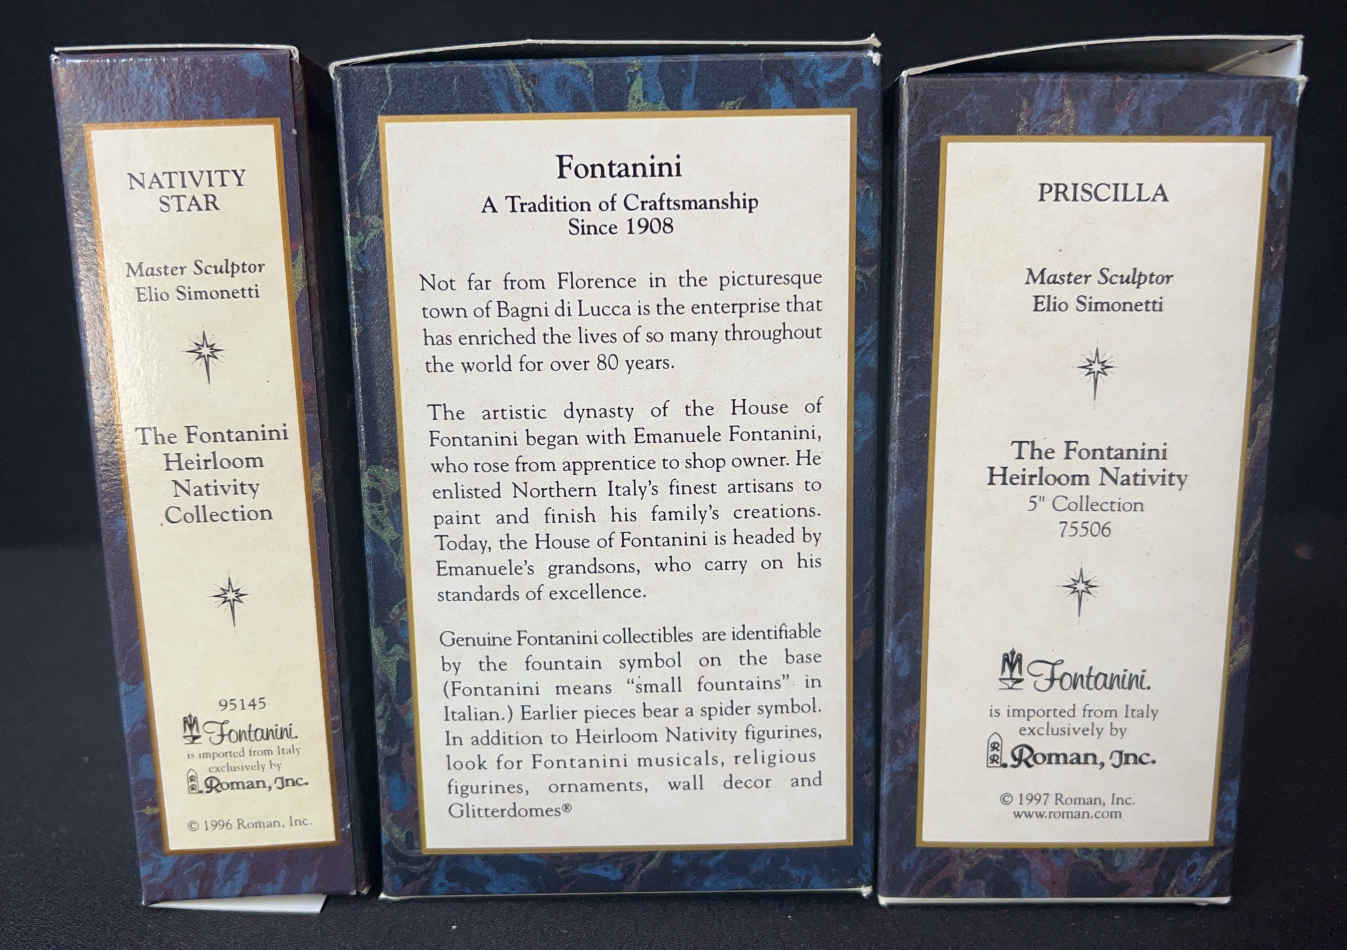 NATIVITY
STAR
Master Sculptor
Elio Simonetti
The Fontanini
Heirloom
Nativity
Collection
95145
Fontanini.
is imported from Italy
exclusively by
Roman, Inc.
© 1996 Roman, Inc.
Fontanini
A Tradition of Craftsmanship
Since 1908
Not far from Florence in the picturesque
town of Bagni di Lucca is the enterprise that
has enriched the lives of so many throughout
the world for over 80 years.
The artistic dynasty of the House of
Fontanini began with Emanuele Fontanini,
who rose from apprentice to shop owner. He
enlisted Northern Italy's finest artisans to
paint and finish his family's creations.
Today, the House of Fontanini is headed by
Emanuele's grandsons, who carry on his
standards of excellence.
Genuine Fontanini collectibles are identifiable
by the fountain symbol on the base
(Fontanini means “small fountains” in
Italian.) Earlier pieces bear a spider symbol.
In addition to Heirloom Nativity figurines,
look for Fontanini musicals, religious
figurines, ornaments, wall decor and
Glitterdomes®
PRISCILLA
Master Sculptor
Elio Simonetti
The Fontanini
Heirloom Nativity
5" Collection
75506
Fontanini.
is imported from Italy
exclusively by
Roman, Inc.
© 1997 Roman, Inc.
www.roman.com